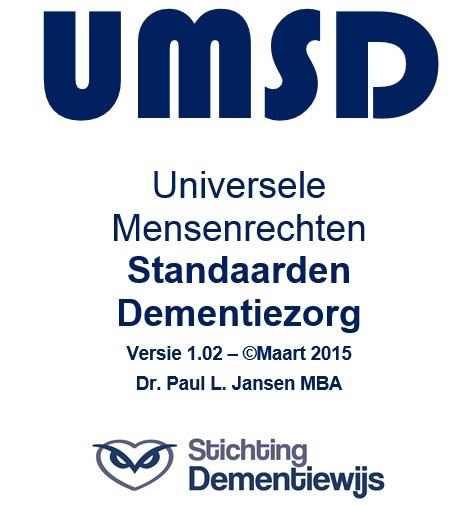 UMSD
Universele
Mensenrechten
Standaarden
Dementiezorg
Versie 1.02 – ©Maart 2015
Dr. Paul L. Jansen MBA
Stichting
Dementiewijs